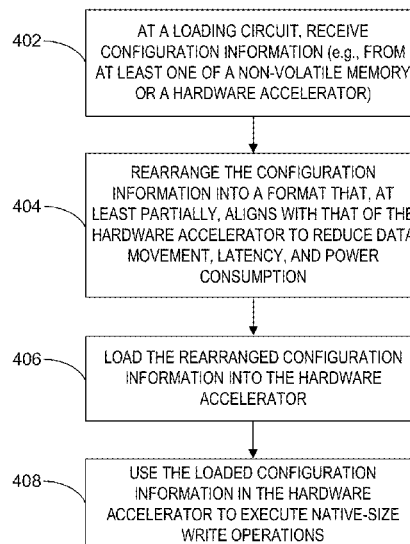 402
AT A LOADING CIRCUIT, RECEIVE
CONFIGURATION INFORMATION (e.g., FROM
AT LEAST ONE OF A NON-VOLATILE MEMORY
OR A HARDWARE ACCELERATOR)
404
REARRANGE THE CONFIGURATION
INFORMATION INTO A FORMAT THAT, AT
LEAST PARTIALLY, ALIGNS WITH THAT OF THE
HARDWARE ACCELERATOR TO REDUCE DATA
MOVEMENT, LATENCY, AND POWER
CONSUMPTION
406
LOAD THE REARRANGED CONFIGURATION
INFORMATION INTO THE HARDWARE
ACCELERATOR
408
USE THE LOADED CONFIGURATION
INFORMATION IN THE HARDWARE
ACCELERATOR TO EXECUTE NATIVE-SIZE
WRITE OPERATIONS